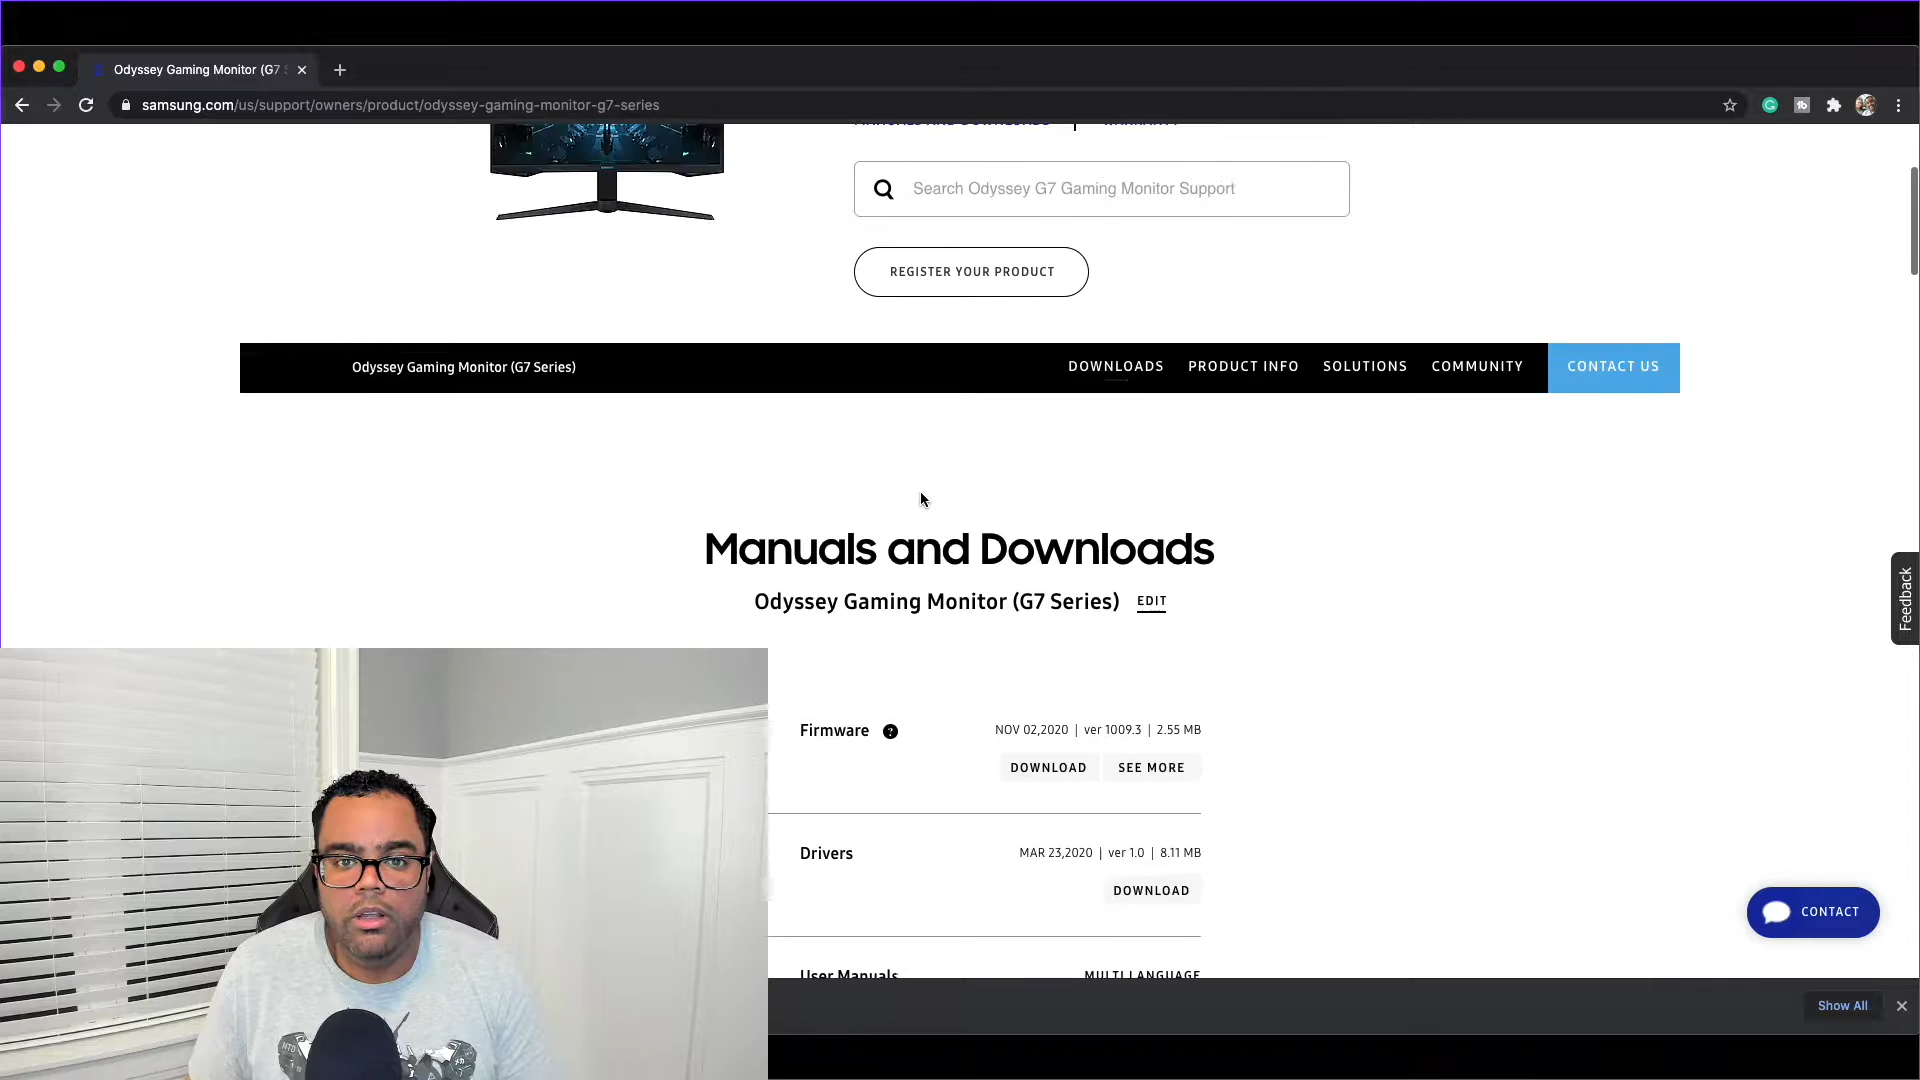 Odyssey Gaming Monitor (G7
samsung.com/us/support/owners/product/odyssey-gaming-monitor-g7-series
MANUALS AND DOWNLOADS | WARRANTY
Search Odyssey G7 Gaming Monitor Support
REGISTER YOUR PRODUCT
Odyssey Gaming Monitor (G7 Series) DOWNLOADS PRODUCT INFO SOLUTIONS COMMUNITY CONTACT US
Manuals and Downloads
Odyssey Gaming Monitor (G7 Series) EDIT
Feedback
Firmware ? NOV 02,2020 | ver 1009.3 | 2.55 MB
DOWNLOAD SEE MORE
Drivers MAR 23,2020 | ver 1.0 | 8.11 MB
DOWNLOAD
CONTACT
User Manuals MULTI LANGUAGE
Show All